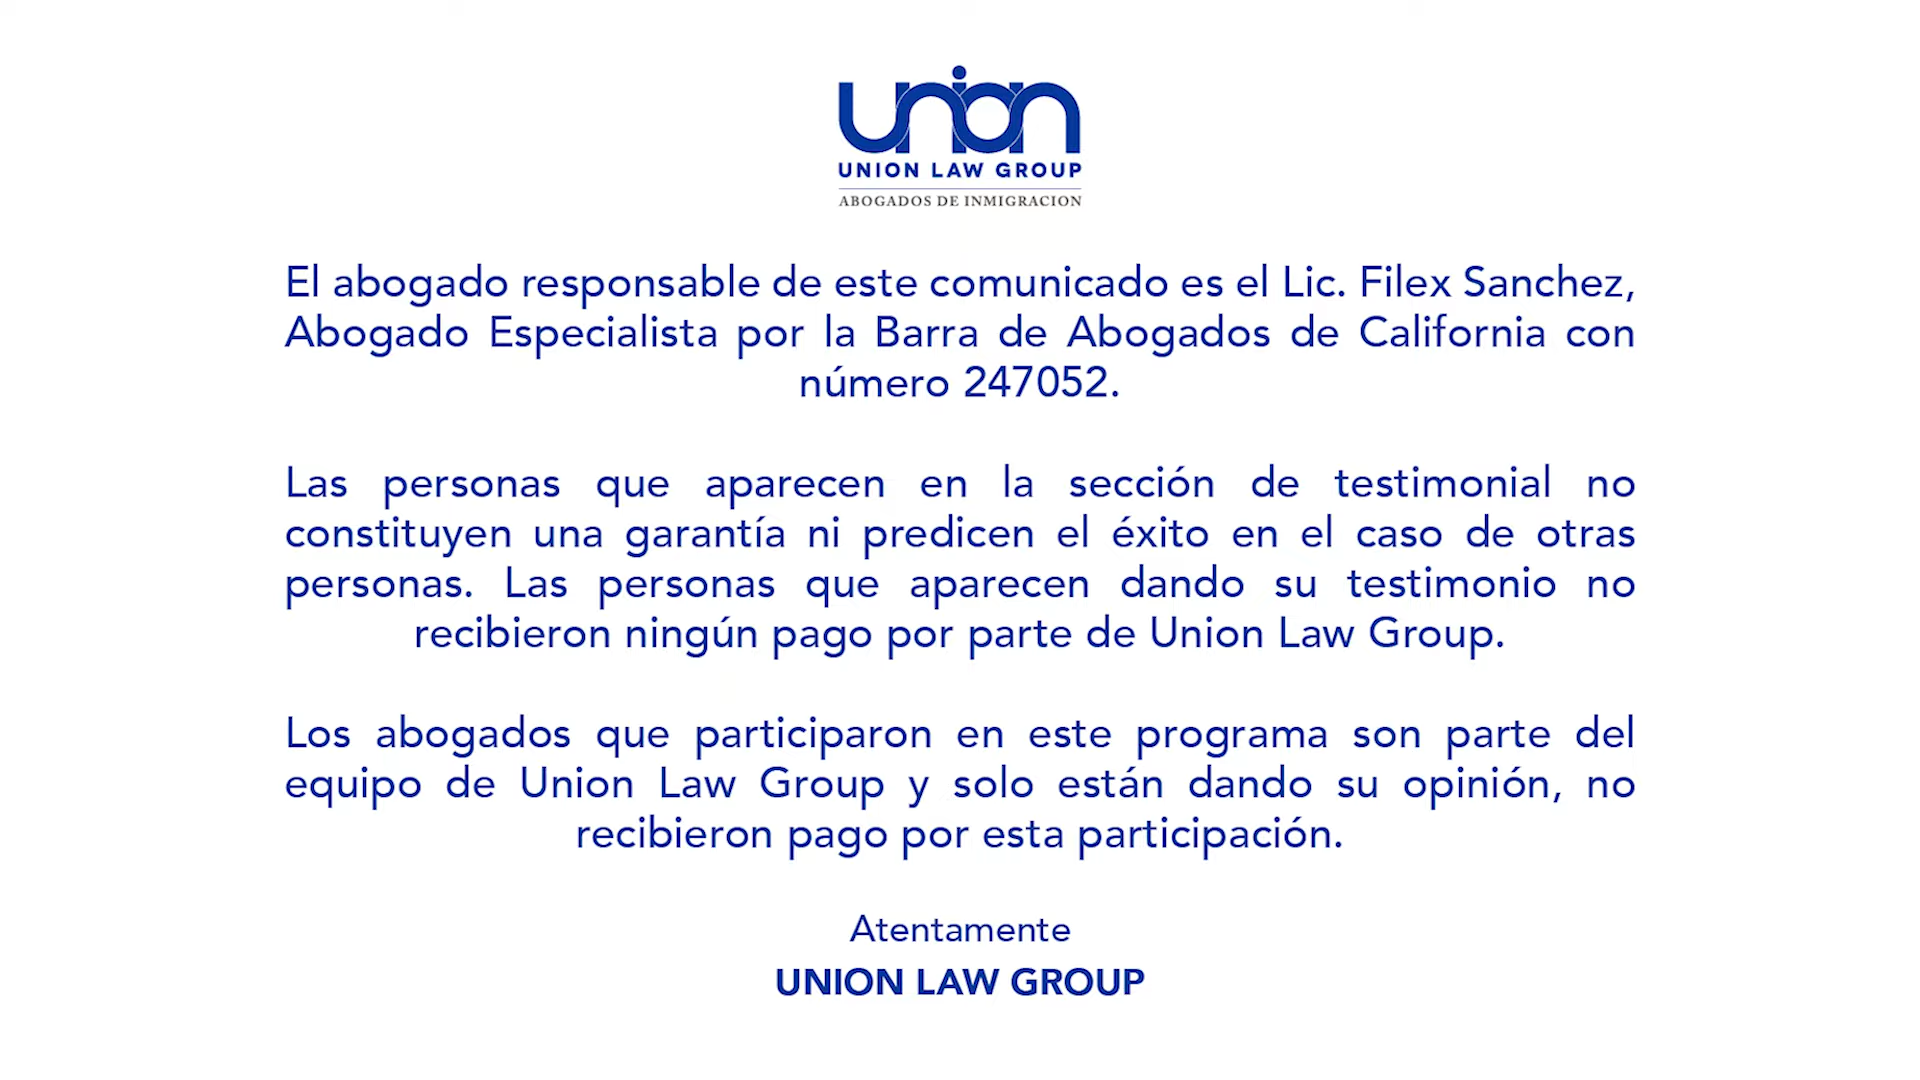 union
UNION LAW GROUP
ABOGADOS DE INMIGRACION
El abogado responsable de este comunicado es el Lic. Filex Sanchez,
Abogado Especialista por la Barra de Abogados de California con
número 247052.
Las personas que aparecen en la sección de testimonial no
constituyen una garantía ni predicen el éxito en el caso de otras
personas. Las personas que aparecen dando su testimonio no
recibieron ningún pago por parte de Union Law Group.
Los abogados que participaron en este programa son parte del
equipo de Union Law Group y solo están dando su opinión, no
recibieron pago por esta participación.
Atentamente
UNION LAW GROUP